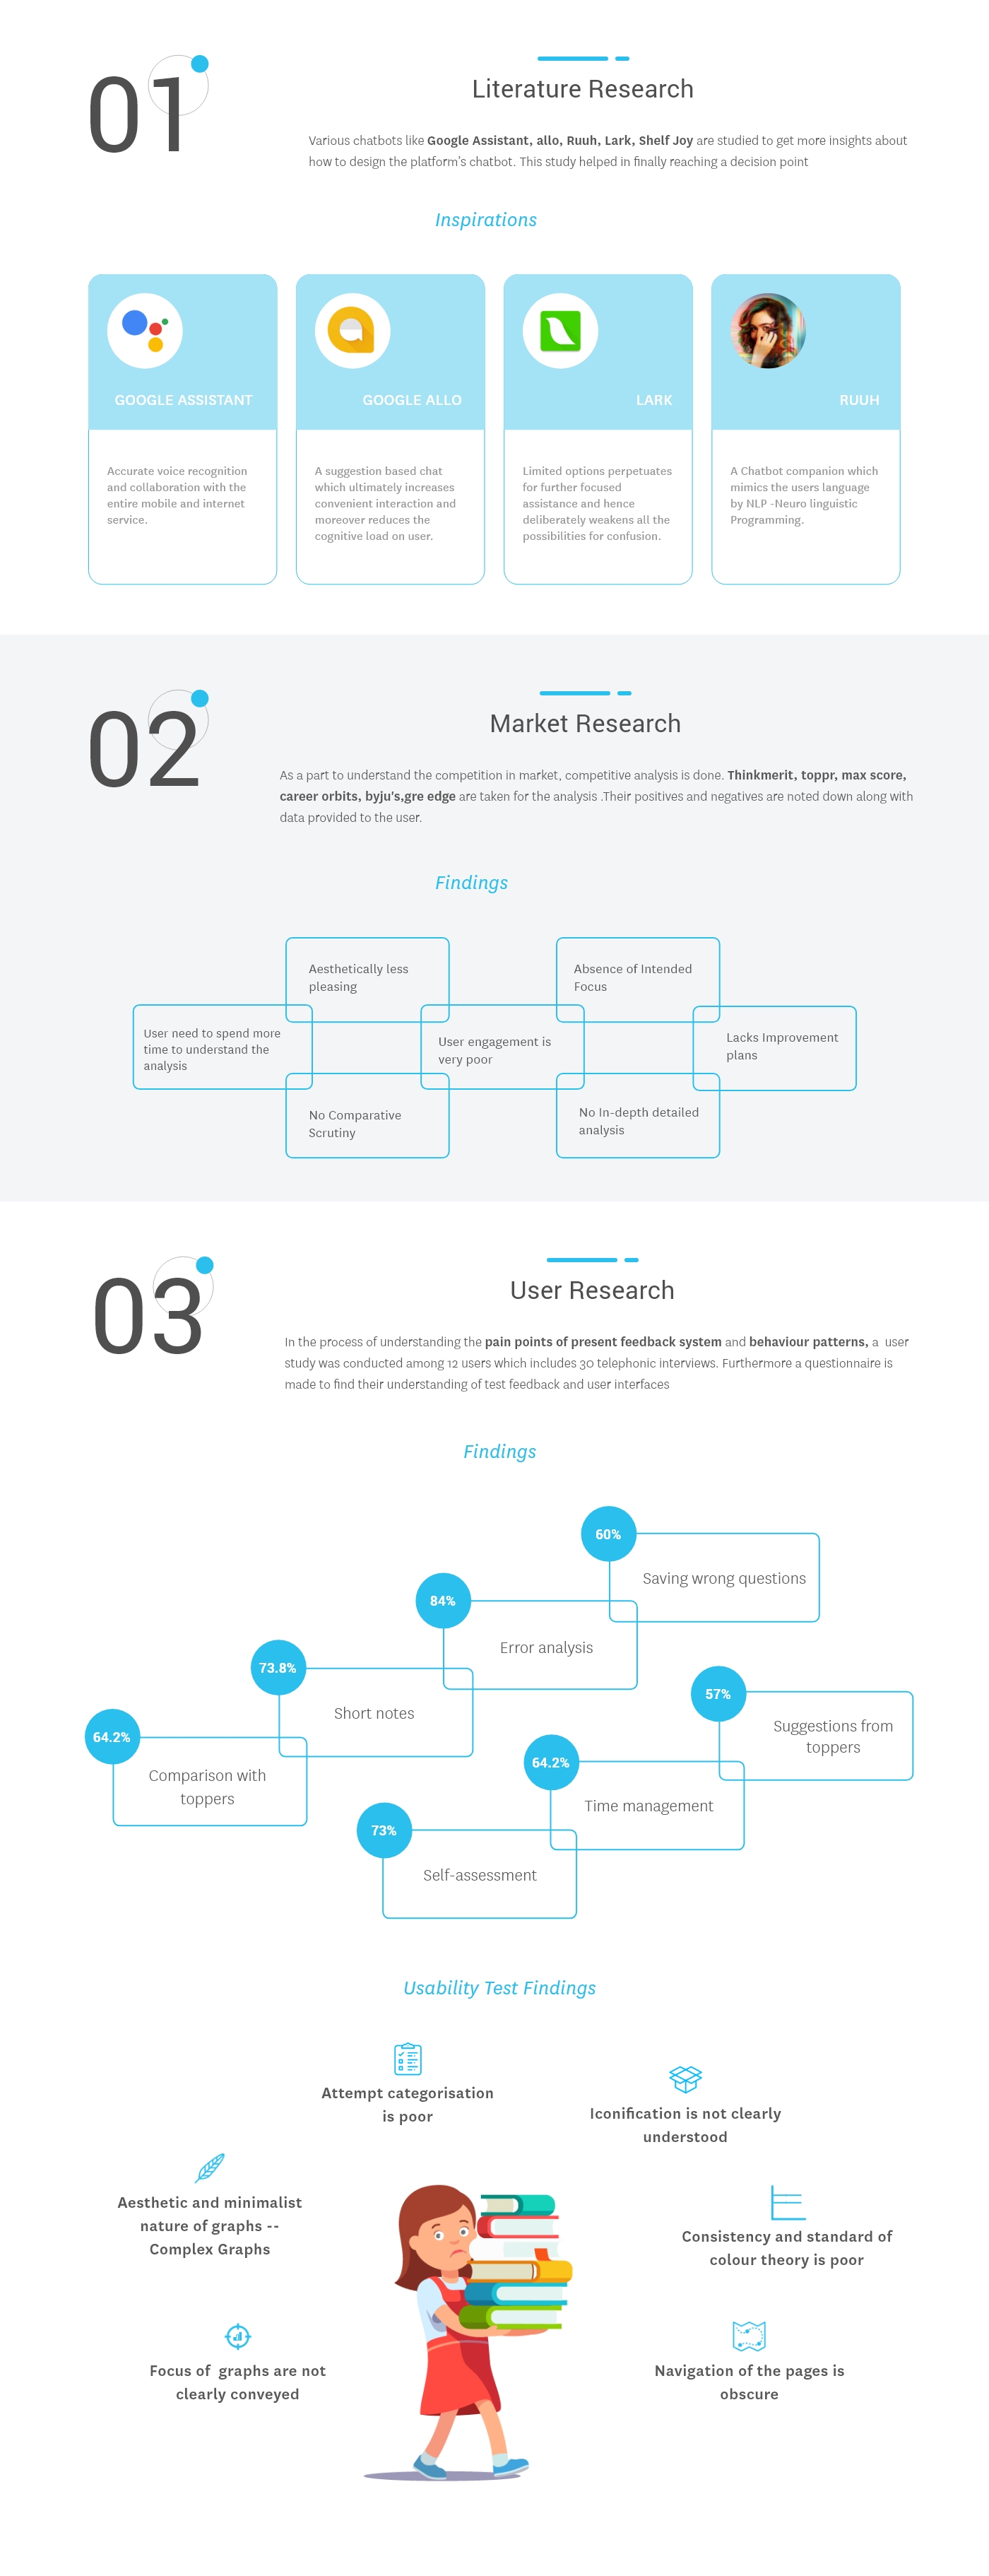 01
Literature Research
Various chatbots like Google Assistant, allo, Ruuh, Lark, Shelf Joy are studied to get more insights about
how to design the platform's chatbot. This study helped in finally reaching a decision point
Inspirations
GOOGLE ASSISTANT
Accurate voice recognition
and collaboration with the
entire mobile and internet
service.
GOOGLE ALLO
A suggestion based chat
which ultimately increases
convenient interaction and
moreover reduces the
cognitive load on user.
LARK
Limited options perpetuates
for further focused
assistance and hence
deliberately weakens all the
possibilities for confusion.
RUUH
A Chatbot companion which
mimics the users language
by NLP -Neuro linguistic
Programming.
02
Market Research
As a part to understand the competition in market, competitive analysis is done. Thinkmerit, toppr, max score,
career orbits, byju's,gre edge are taken for the analysis .Their positives and negatives are noted down along with
data provided to the user.
Findings
Aesthetically less
pleasing
Absence of Intended
Focus
User need to spend more
time to understand the
analysis
User engagement is
very poor
Lacks Improvement
plans
No Comparative
Scrutiny
No In-depth detailed
analysis
03
User Research
In the process of understanding the pain points of present feedback system and behaviour patterns, a  user
study was conducted among 12 users which includes 30 telephonic interviews. Furthermore a questionnaire is
made to find their understanding of test feedback and user interfaces
Findings
60%
Saving wrong questions
84%
Error analysis
73.8%
Short notes
64.2%
Comparison with
toppers
57%
Suggestions from
toppers
64.2%
Time management
73%
Self-assessment
Usability Test Findings
Attempt categorisation
is poor
Iconification is not clearly
understood
Aesthetic and minimalist
nature of graphs --
Complex Graphs
Consistency and standard of
colour theory is poor
Focus of  graphs are not
clearly conveyed
Navigation of the pages is
obscure